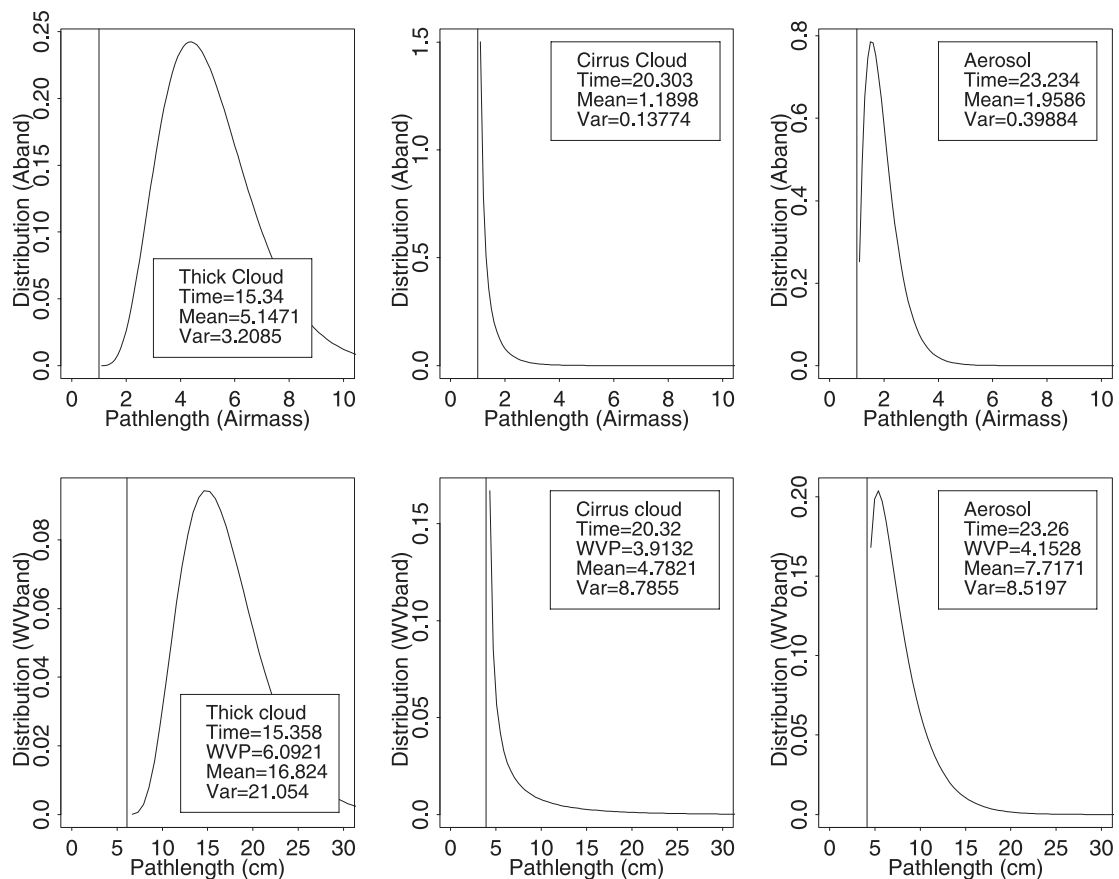 Distribution (Aband)
0.0 0.05 0.10 0.15 0.20 0.25
Thick Cloud
Time=15.34
Mean=5.1471
Var=3.2085
0 2 4 6 8 10
Pathlength (Airmass)
Distribution (Aband)
0.0 0.5 1.0 1.5
Cirrus Cloud
Time=20.303
Mean=1.1898
Var=0.13774
0 2 4 6 8 10
Pathlength (Airmass)
Distribution (Aband)
0.0 0.2 0.4 0.6 0.8
Aerosol
Time=23.234
Mean=1.9586
Var=0.39884
0 2 4 6 8 10
Pathlength (Airmass)
Distribution (WVband)
0.0 0.02 0.04 0.06 0.08
Thick cloud
Time=15.358
WVP=6.0921
Mean=16.824
Var=21.054
0 5 10 15 20 25 30
Pathlength (cm)
Distribution (WVband)
0.0 0.05 0.10 0.15
Cirrus cloud
Time=20.32
WVP=3.9132
Mean=4.7821
Var=8.7855
0 5 10 15 20 25 30
Pathlength (cm)
Distribution (WVband)
0.0 0.05 0.10 0.15 0.20
Aerosol
Time=23.26
WVP=4.1528
Mean=7.7171
Var=8.5197
0 5 10 15 20 25 30
Pathlength (cm)